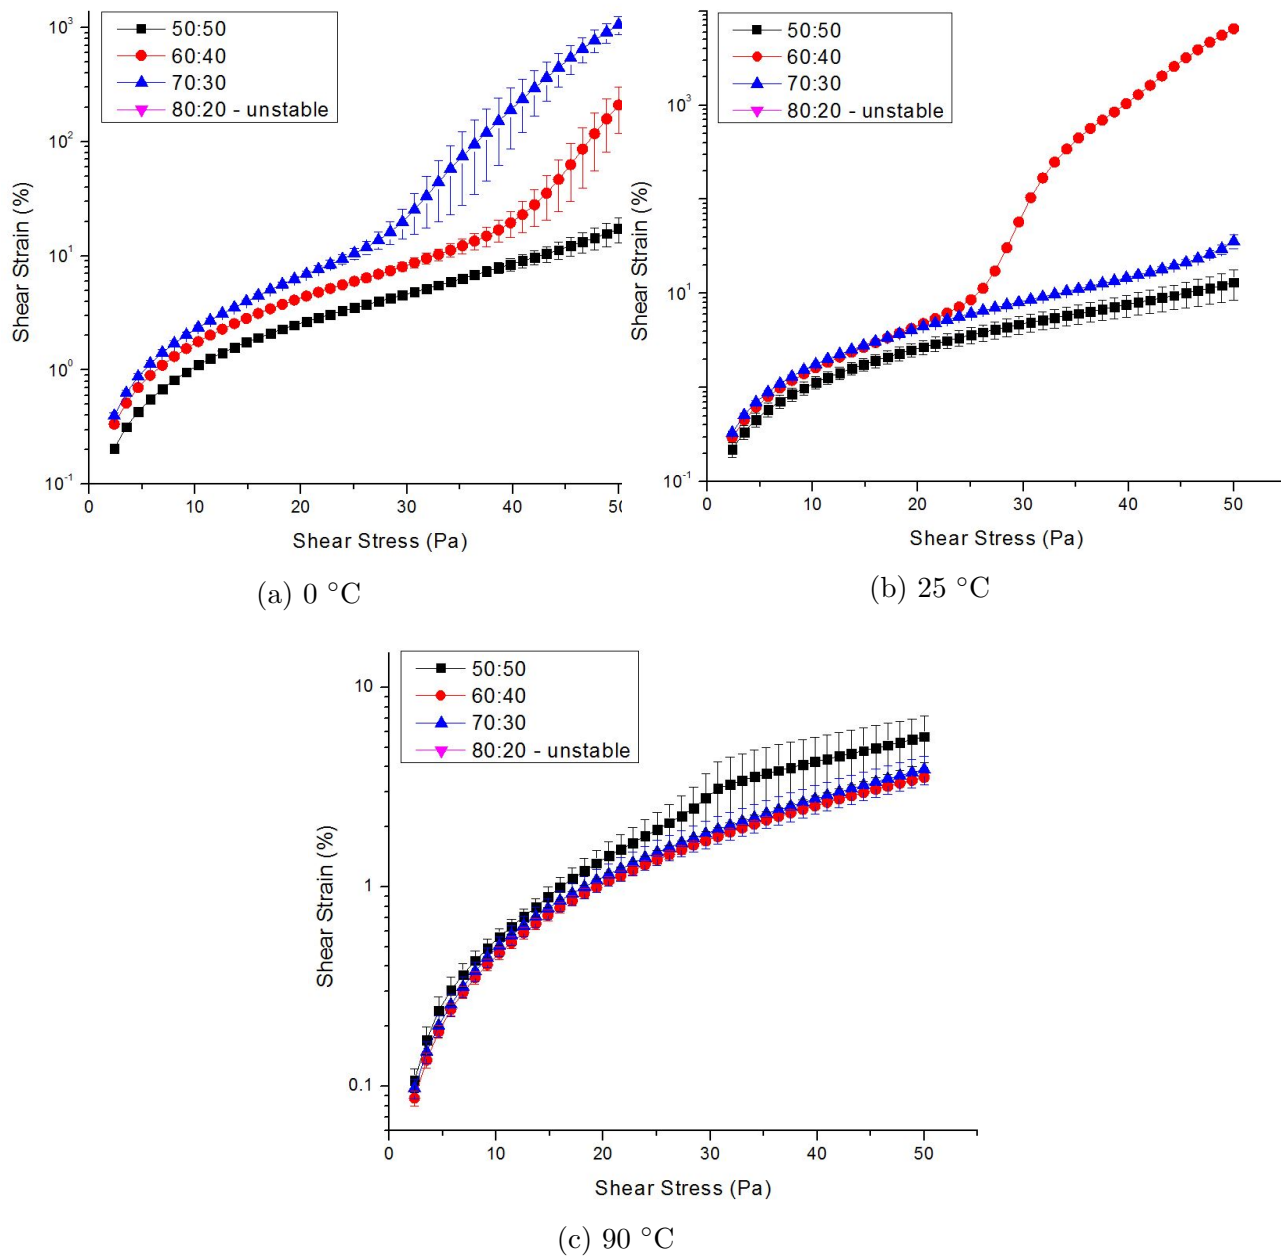 50:50
60:40
70:30
80:20 - unstable
10³
10²
10¹
10⁰
10⁻¹
Shear Strain (%)
0 10 20 30 40 50
Shear Stress (Pa)
(a) 0 °C
50:50
60:40
70:30
80:20 - unstable
10³
10¹
10⁻¹
Shear Strain (%)
0 10 20 30 40 50
Shear Stress (Pa)
(b) 25 °C
50:50
60:40
70:30
80:20 - unstable
10
1
0.1
Shear Strain (%)
0 10 20 30 40 50
Shear Stress (Pa)
(c) 90 °C